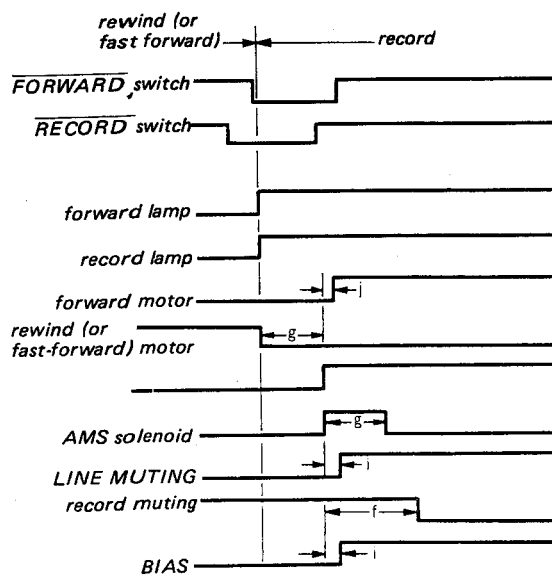 rewind (or
fast forward)
record
FORWARD switch
RECORD switch
forward lamp
record lamp
j
forward motor
rewind (or
fast-forward) motor
g
g
AMS solenoid
i
LINE MUTING
record muting
f
i
BIAS